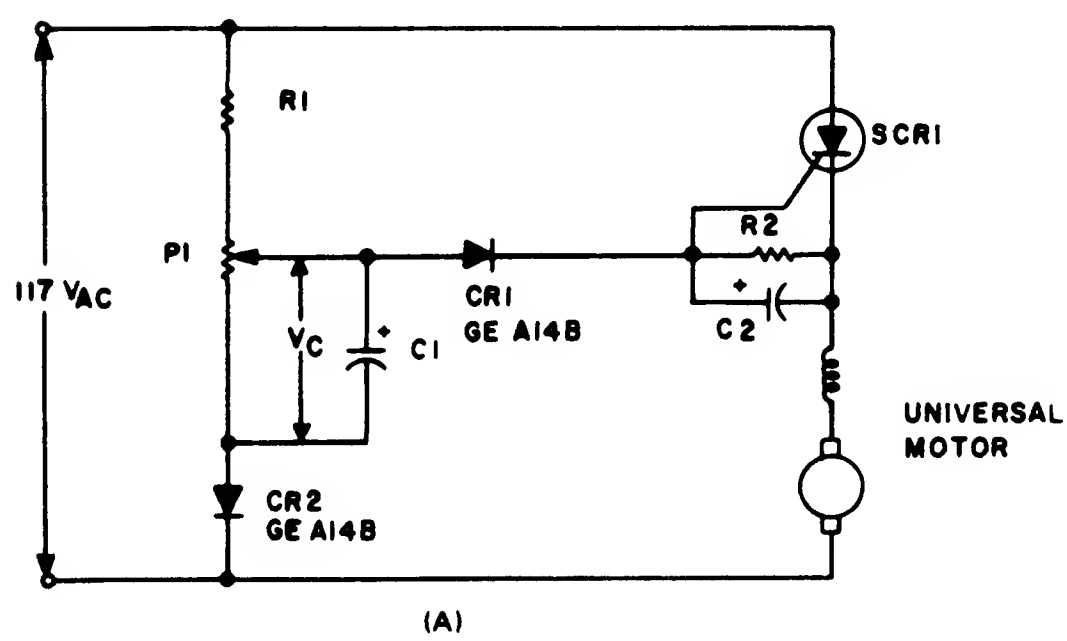 R1
SCR1
R2
P1
117 VAC
CR1
GE A14B
+
C2
VC
+
C1
UNIVERSAL
MOTOR
CR2
GE A14B
(A)